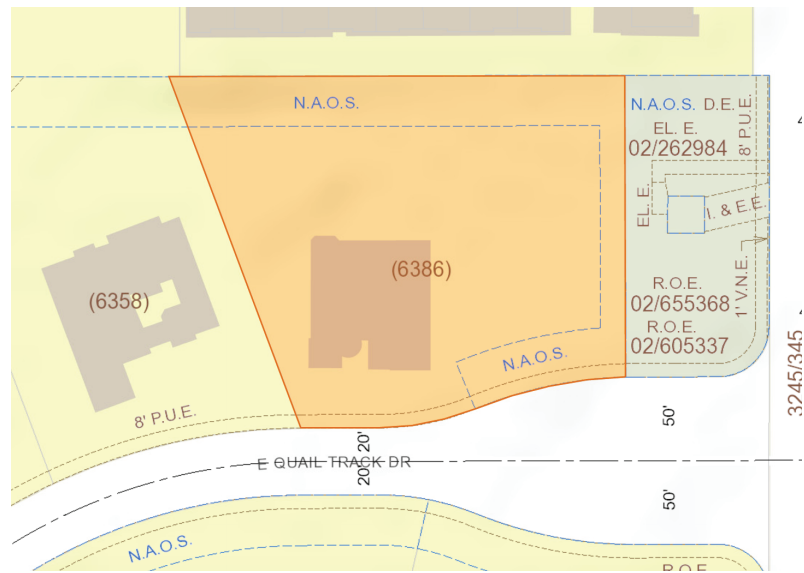 N.A.O.S.
N.A.O.S. D.E.
EL. E.
02/262984
8' P.U.E.
EL. E.
I. & E.E.
(6386)
(6358)
1' V.N.E.
R.O.E.
02/655368
R.O.E.
02/605337
N.A.O.S.
3245/345
8' P.U.E.
50'
20'
E QUAIL TRACK DR
20'
50'
N.A.O.S.
R.O.E.